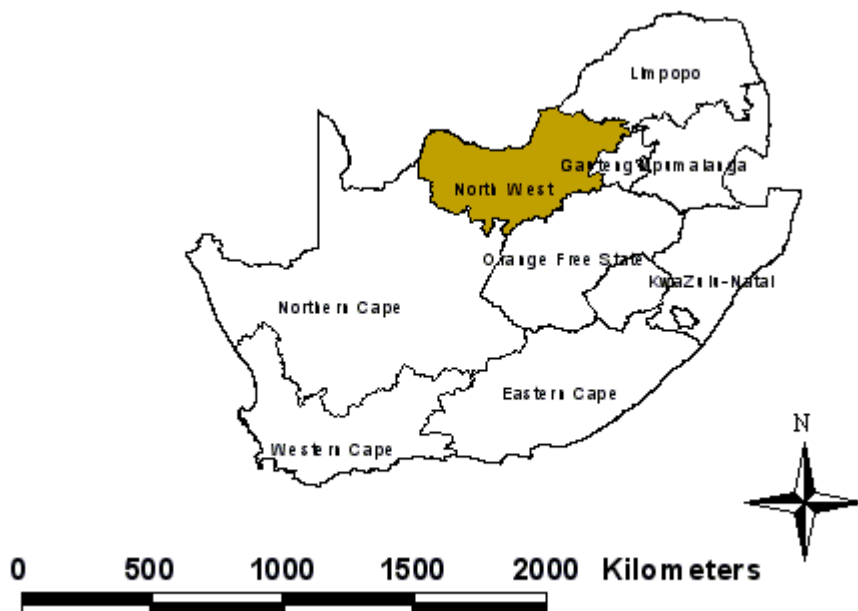 Limpopo
Gauteng
Mpumalanga
North West
Orange Free State
KwaZulu-Natal
Northern Cape
Eastern Cape
Western Cape
N
0 500 1000 1500 2000 Kilometers